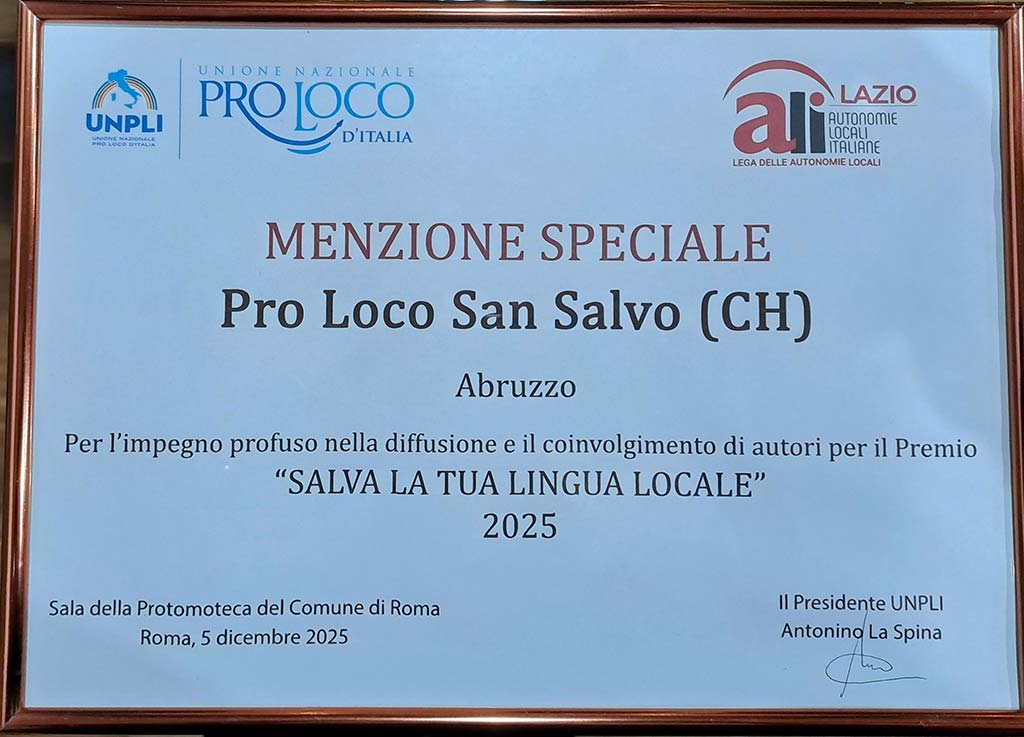 UNPLI
UNIONE NAZIONALE
PRO LOCO D'ITALIA
UNIONE NAZIONALE
PRO LOCO
D'ITALIA
ali LAZIO
AUTONOMIE
LOCALI
ITALIANE
LEGA DELLE AUTONOMIE LOCALI
MENZIONE SPECIALE
Pro Loco San Salvo (CH)
Abruzzo
Per l'impegno profuso nella diffusione e il coinvolgimento di autori per il Premio
“SALVA LA TUA LINGUA LOCALE”
2025
Sala della Protomoteca del Comune di Roma
Roma, 5 dicembre 2025
Il Presidente UNPLI
Antonino La Spina